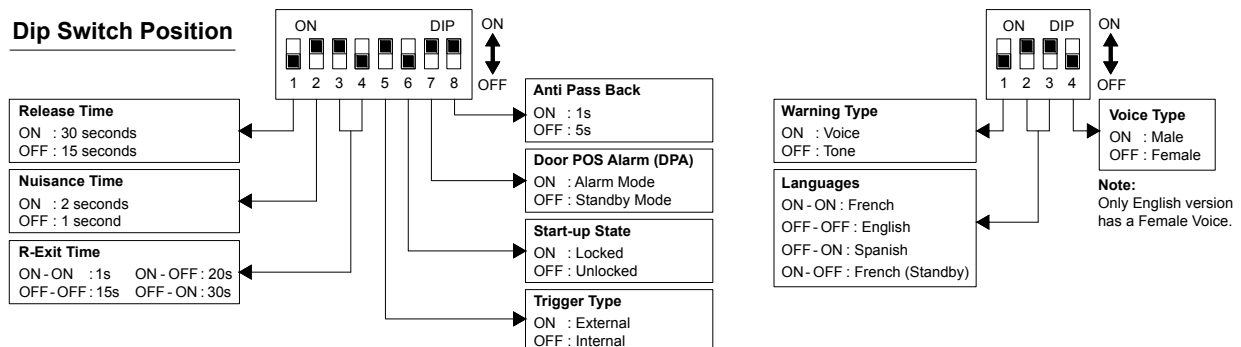 Dip Switch Position
ON DIP
1 2 3 4 5 6 7 8
ON
OFF
Release Time
ON : 30 seconds
OFF : 15 seconds
Nuisance Time
ON : 2 seconds
OFF : 1 second
R-Exit Time
ON-ON :1s ON-OFF: 20s
OFF-OFF: 15s OFF-ON: 30s
Anti Pass Back
ON : 1s
OFF : 5s
Door POS Alarm (DPA)
ON : Alarm Mode
OFF : Standby Mode
Start-up State
ON : Locked
OFF : Unlocked
Trigger Type
ON : External
OFF : Internal
ON DIP
1 2 3 4
ON
OFF
Warning Type
ON : Voice
OFF : Tone
Languages
ON-ON : French
OFF-OFF : English
OFF-ON : Spanish
ON-OFF : French (Standby)
Voice Type
ON : Male
OFF : Female
Note:
Only English version
has a Female Voice.